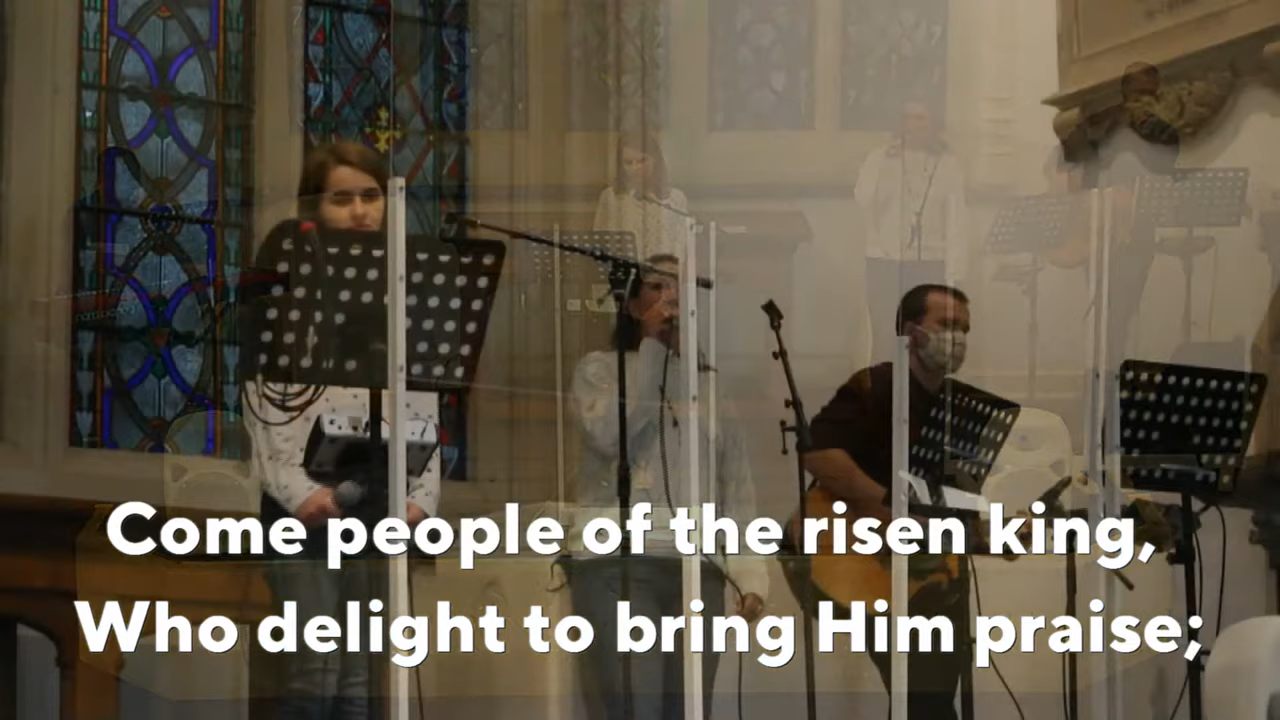 Come people of the risen king,
Who delight to bring Him praise;